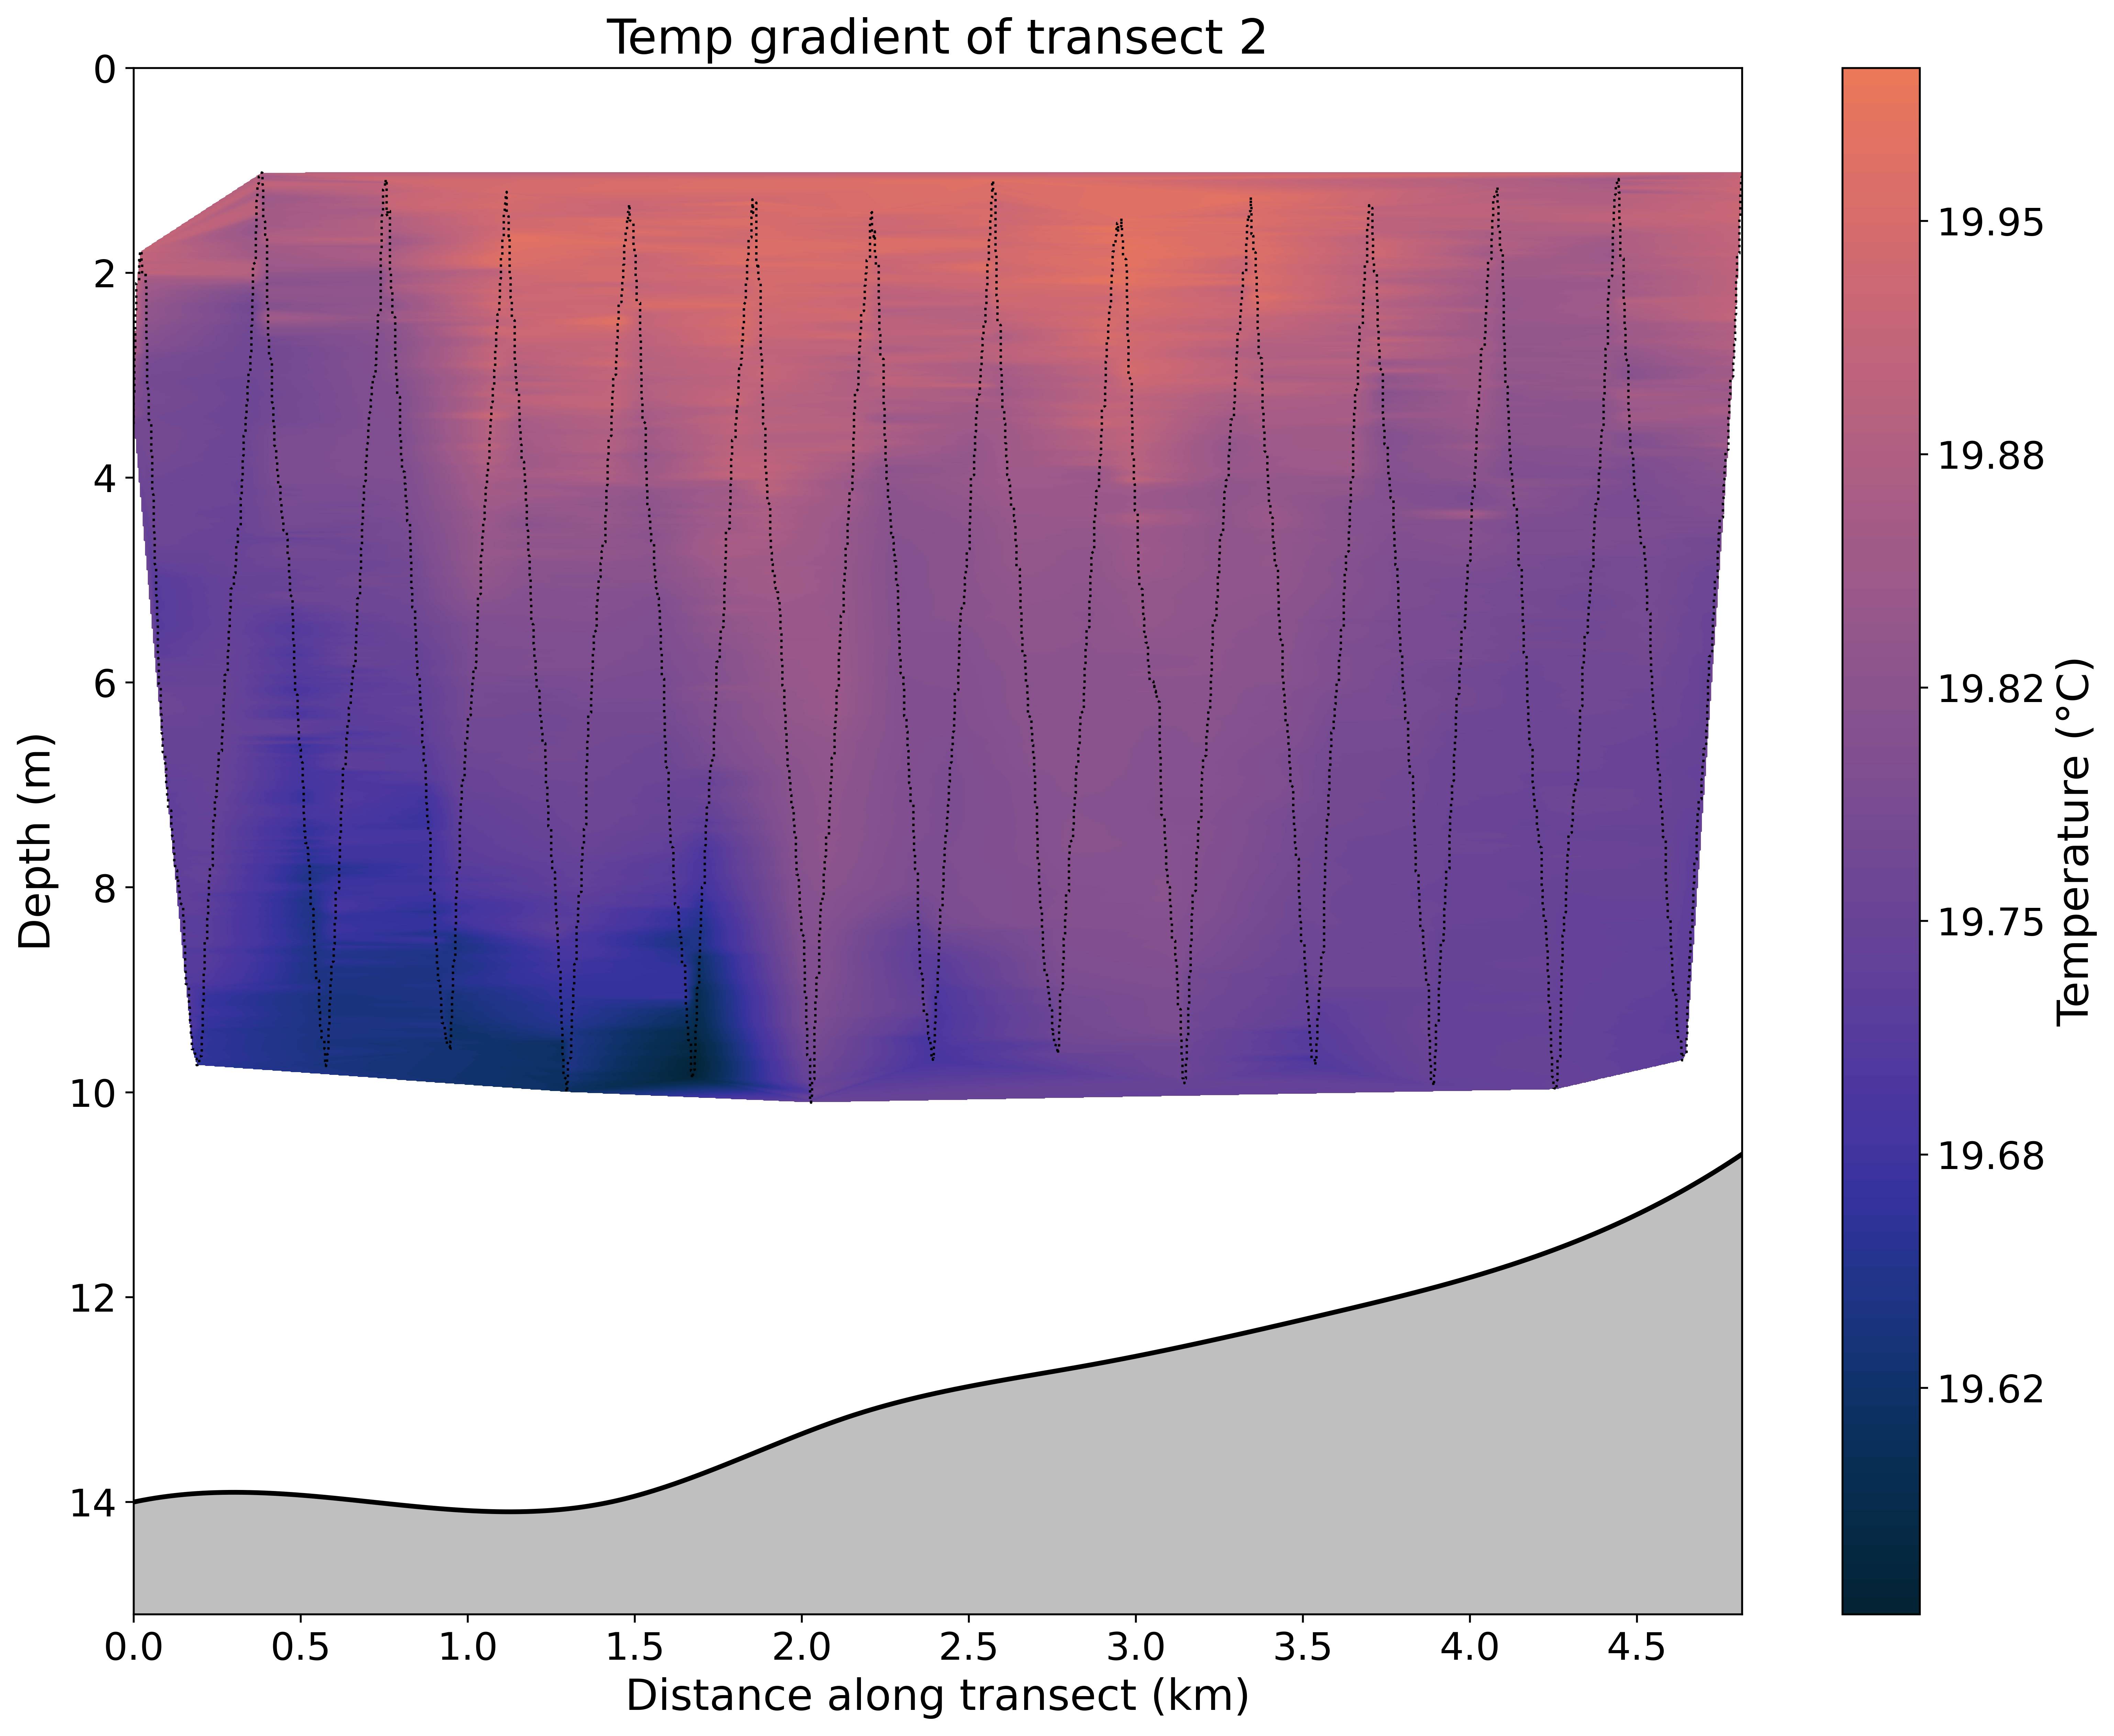 Temp gradient of transect 2
0
2
4
6
8
10
12
14
Depth (m)
0.0 0.5 1.0 1.5 2.0 2.5 3.0 3.5 4.0 4.5
Distance along transect (km)
19.95
19.88
19.82
19.75
19.68
19.62
Temperature (°C)